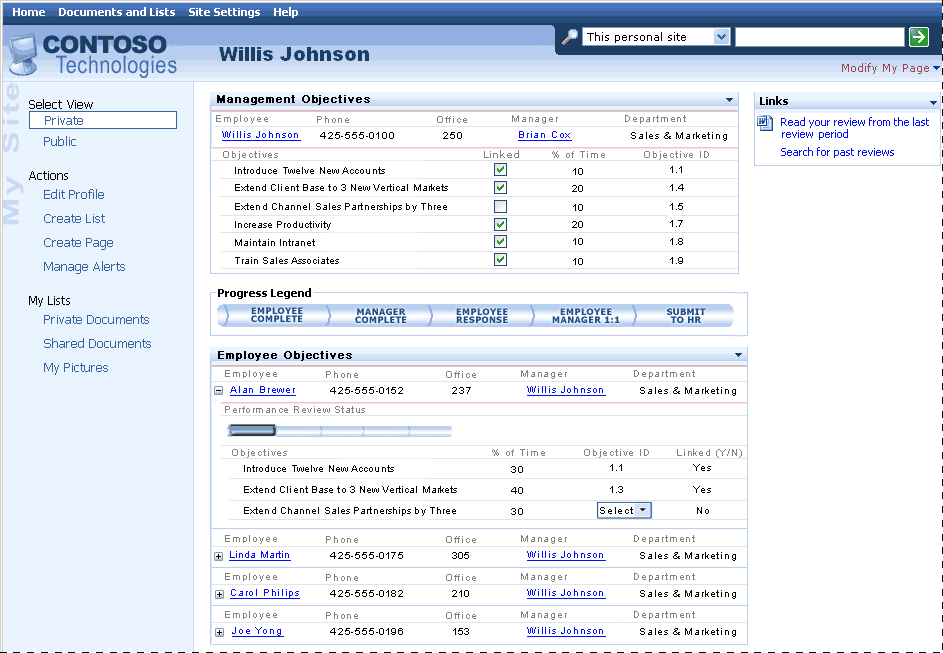 Home Documents and Lists Site Settings Help
CONTOSO
Technologies
Willis Johnson
This personal site
Modify My Page
My Site
Select View
Private
Public
Actions
Edit Profile
Create List
Create Page
Manage Alerts
My Lists
Private Documents
Shared Documents
My Pictures
Management Objectives
Employee Phone Office Manager Department
Willis Johnson 425-555-0100 250 Brian Cox Sales & Marketing
Objectives Linked % of Time Objective ID
Introduce Twelve New Accounts 10 1.1
Extend Client Base to 3 New Vertical Markets 20 1.4
Extend Channel Sales Partnerships by Three 10 1.5
Increase Productivity 20 1.7
Maintain Intranet 10 1.8
Train Sales Associates 10 1.9
Progress Legend
EMPLOYEE COMPLETE
MANAGER COMPLETE
EMPLOYEE RESPONSE
EMPLOYEE MANAGER 1:1
SUBMIT TO HR
Employee Objectives
Employee Phone Office Manager Department
Alan Brewer 425-555-0152 237 Willis Johnson Sales & Marketing
Performance Review Status
Objectives % of Time Objective ID Linked (Y/N)
Introduce Twelve New Accounts 30 1.1 Yes
Extend Client Base to 3 New Vertical Markets 40 1.3 Yes
Extend Channel Sales Partnerships by Three 30 Select No
Employee Phone Office Manager Department
Linda Martin 425-555-0175 305 Willis Johnson Sales & Marketing
Employee Phone Office Manager Department
Carol Philips 425-555-0182 210 Willis Johnson Sales & Marketing
Employee Phone Office Manager Department
Joe Yong 425-555-0196 153 Willis Johnson Sales & Marketing
Links
Read your review from the last
review period
Search for past reviews